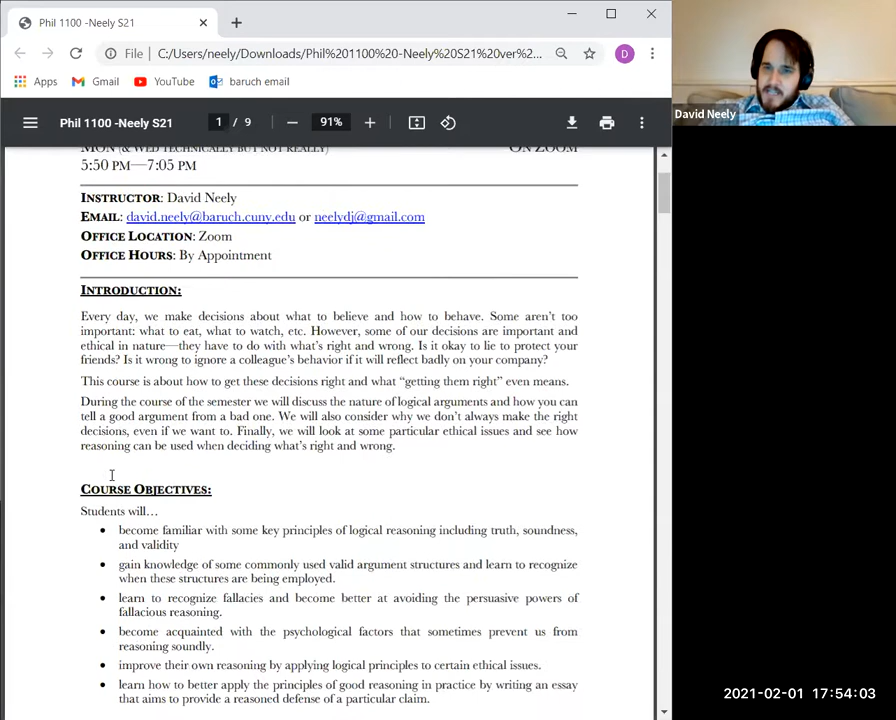 Phil 1100 -Neely S21
File
C:/Users/neely/Downloads/Phil%201100%20-Neely%20S21%20ver%2...
D
Apps
Gmail
YouTube
baruch email
Phil 1100 -Neely S21
1 / 9
91%
David Neely
MON (& WED TECHNICALLY BUT NOT REALLY)
ON ZOOM
5:50 PM—7:05 PM
INSTRUCTOR: David Neely
EMAIL: david.neely@baruch.cuny.edu or neelydj@gmail.com
OFFICE LOCATION: Zoom
OFFICE HOURS: By Appointment
INTRODUCTION:
Every day, we make decisions about what to believe and how to behave. Some aren't too
important: what to eat, what to watch, etc. However, some of our decisions are important and
ethical in nature—they have to do with what's right and wrong. Is it okay to lie to protect your
friends? Is it wrong to ignore a colleague's behavior if it will reflect badly on your company?
This course is about how to get these decisions right and what “getting them right” even means.
During the course of the semester we will discuss the nature of logical arguments and how you can
tell a good argument from a bad one. We will also consider why we don't always make the right
decisions, even if we want to. Finally, we will look at some particular ethical issues and see how
reasoning can be used when deciding what's right and wrong.
COURSE OBJECTIVES:
Students will…
• become familiar with some key principles of logical reasoning including truth, soundness,
and validity
• gain knowledge of some commonly used valid argument structures and learn to recognize
when these structures are being employed.
• learn to recognize fallacies and become better at avoiding the persuasive powers of
fallacious reasoning.
• become acquainted with the psychological factors that sometimes prevent us from
reasoning soundly.
• improve their own reasoning by applying logical principles to certain ethical issues.
• learn how to better apply the principles of good reasoning in practice by writing an essay
that aims to provide a reasoned defense of a particular claim.
2021-02-01 17:54:03